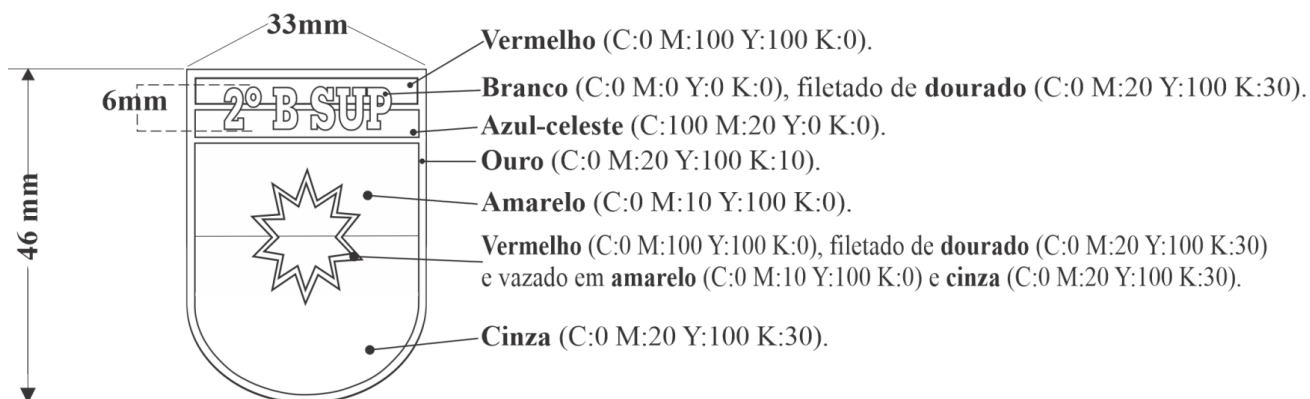 33mm
Vermelho (C:0 M:100 Y:100 K:0).
6mm
2º B SUP
Branco (C:0 M:0 Y:0 K:0), filetado de dourado (C:0 M:20 Y:100 K:30).
Azul-celeste (C:100 M:20 Y:0 K:0).
Ouro (C:0 M:20 Y:100 K:10).
46 mm
Amarelo (C:0 M:10 Y:100 K:0).
Vermelho (C:0 M:100 Y:100 K:0), filetado de dourado (C:0 M:20 Y:100 K:30)
e vazado em amarelo (C:0 M:10 Y:100 K:0) e cinza (C:0 M:20 Y:100 K:30).
Cinza (C:0 M:20 Y:100 K:30).